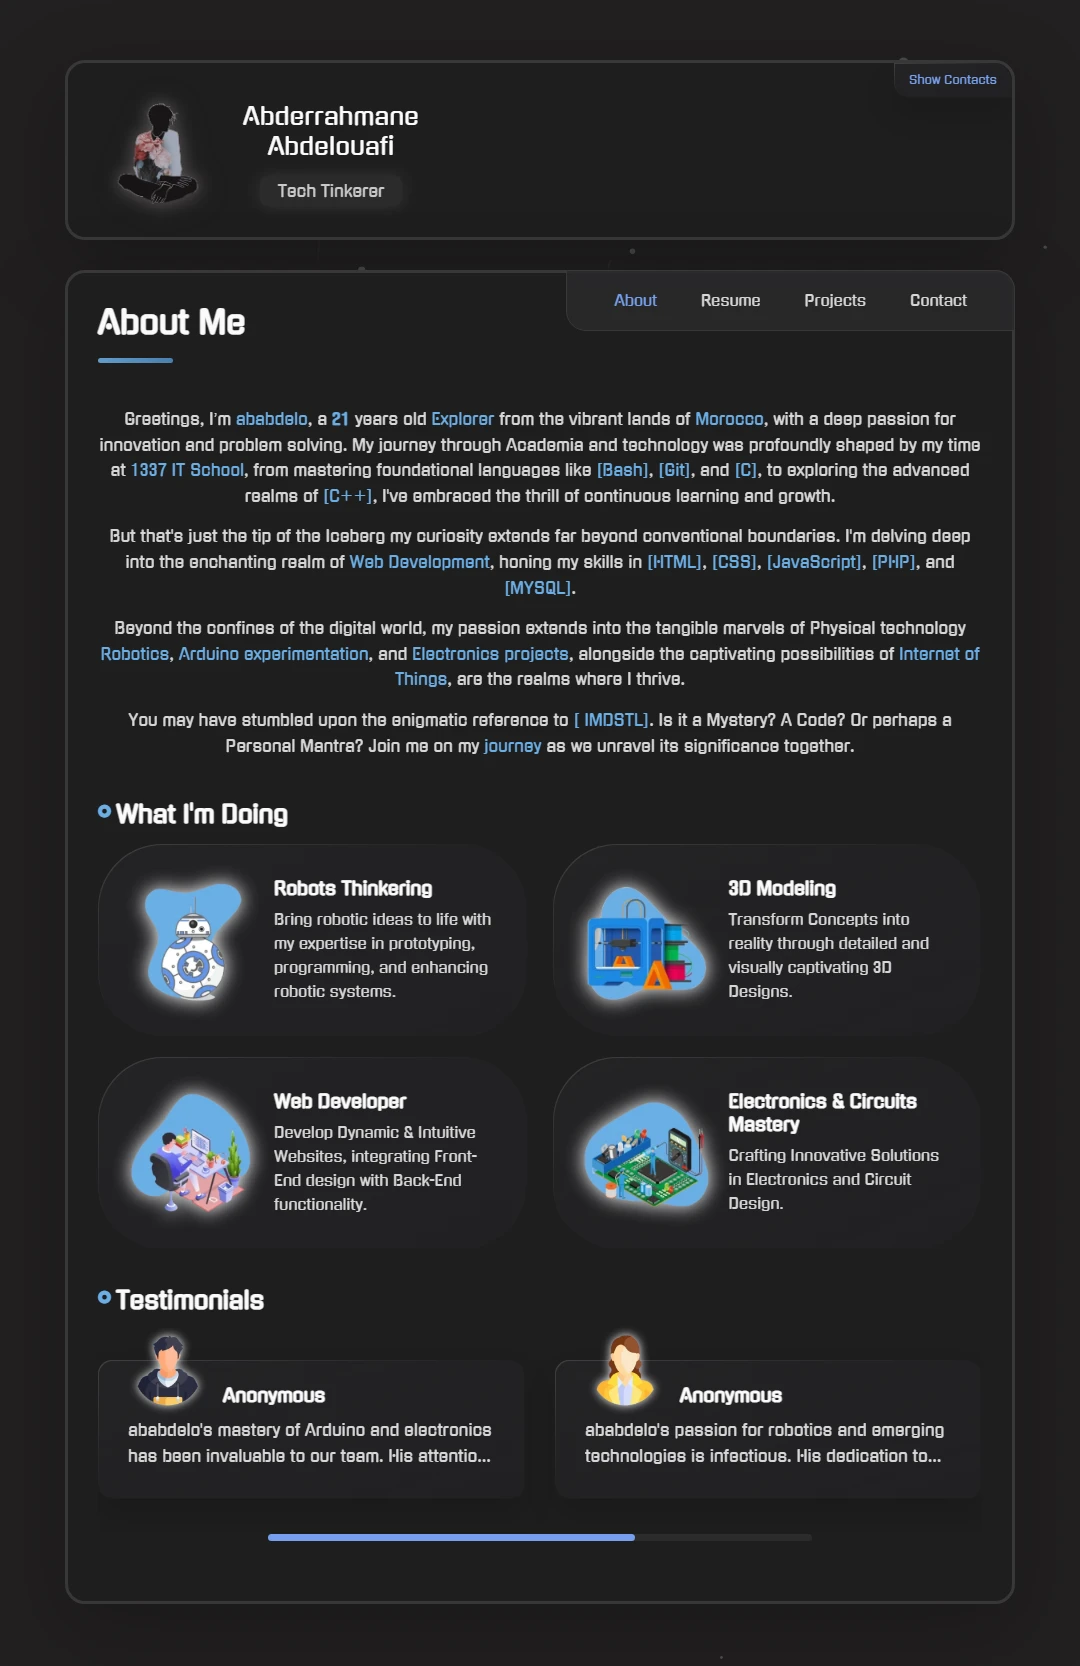 Show Contacts
Abderrahmane
Abdelouafi
Tech Tinkerer
About
Resume
Projects
Contact
About Me
Greetings, I'm ababdelo, a 21 years old Explorer from the vibrant lands of Morocco, with a deep passion for
innovation and problem solving. My journey through Academia and technology was profoundly shaped by my time
at 1337 IT School, from mastering foundational languages like [Bash], [Git], and [C], to exploring the advanced
realms of [C++], I've embraced the thrill of continuous learning and growth.
But that's just the tip of the Iceberg my curiosity extends far beyond conventional boundaries. I'm delving deep
into the enchanting realm of Web Development, honing my skills in [HTML], [CSS], [JavaScript], [PHP], and
[MYSQL].
Beyond the confines of the digital world, my passion extends into the tangible marvels of Physical technology
Robotics, Arduino experimentation, and Electronics projects, alongside the captivating possibilities of Internet of
Things, are the realms where I thrive.
You may have stumbled upon the enigmatic reference to [ IMDSTL]. Is it a Mystery? A Code? Or perhaps a
Personal Mantra? Join me on my journey as we unravel its significance together.
What I'm Doing
Robots Thinkering
Bring robotic ideas to life with
my expertise in prototyping,
programming, and enhancing
robotic systems.
3D Modeling
Transform Concepts into
reality through detailed and
visually captivating 3D
Designs.
Web Developer
Develop Dynamic & Intuitive
Websites, integrating Front-
End design with Back-End
functionality.
Electronics & Circuits
Mastery
Crafting Innovative Solutions
in Electronics and Circuit
Design.
Testimonials
Anonymous
ababdelo's mastery of Arduino and electronics
has been invaluable to our team. His attentio...
Anonymous
ababdelo's passion for robotics and emerging
technologies is infectious. His dedication to...